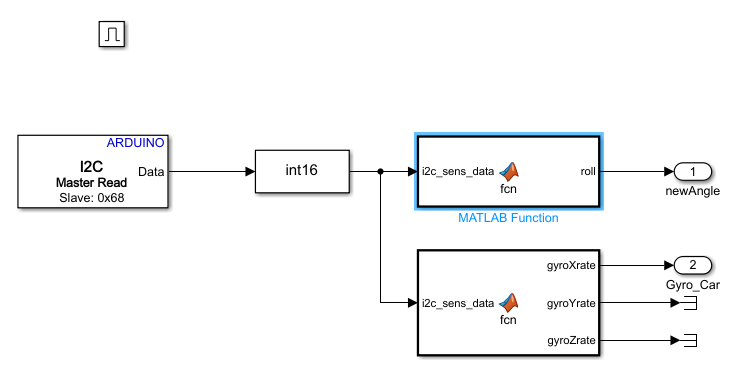 ARDUINO
I2C
Master Read
Slave: 0x68
Data
int16
i2c_sens_data
fcn
roll
MATLAB Function
1
newAngle
i2c_sens_data
fcn
gyroXrate
gyroYrate
gyroZrate
2
Gyro_Car